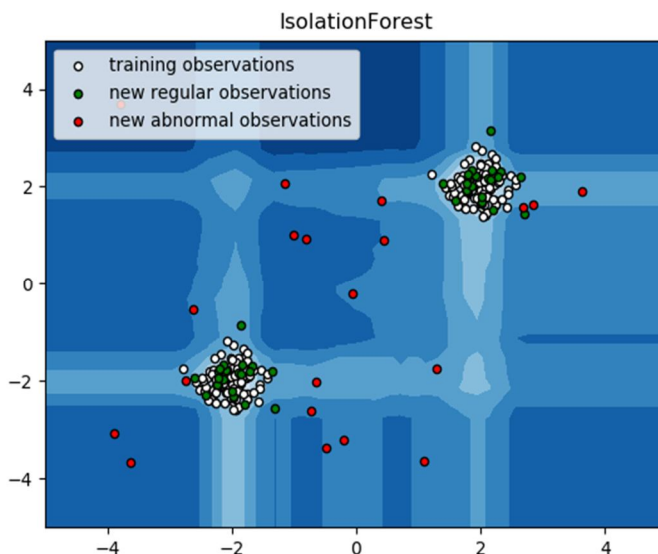 IsolationForest
training observations
new regular observations
new abnormal observations
4
2
0
−2
−4
−4 −2 0 2 4